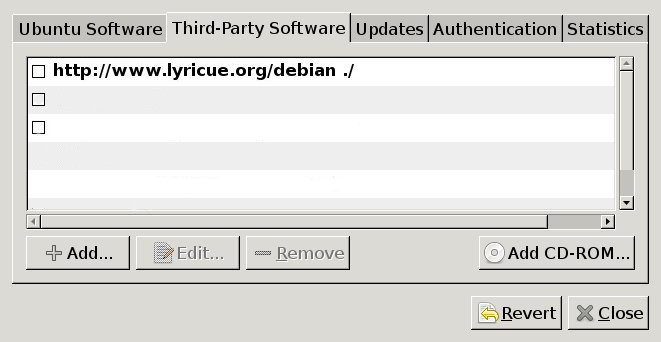 Ubuntu Software Third-Party Software Updates Authentication Statistics
http://www.lyricue.org/debian ./
Add... Edit... Remove Add CD-ROM...
Revert Close